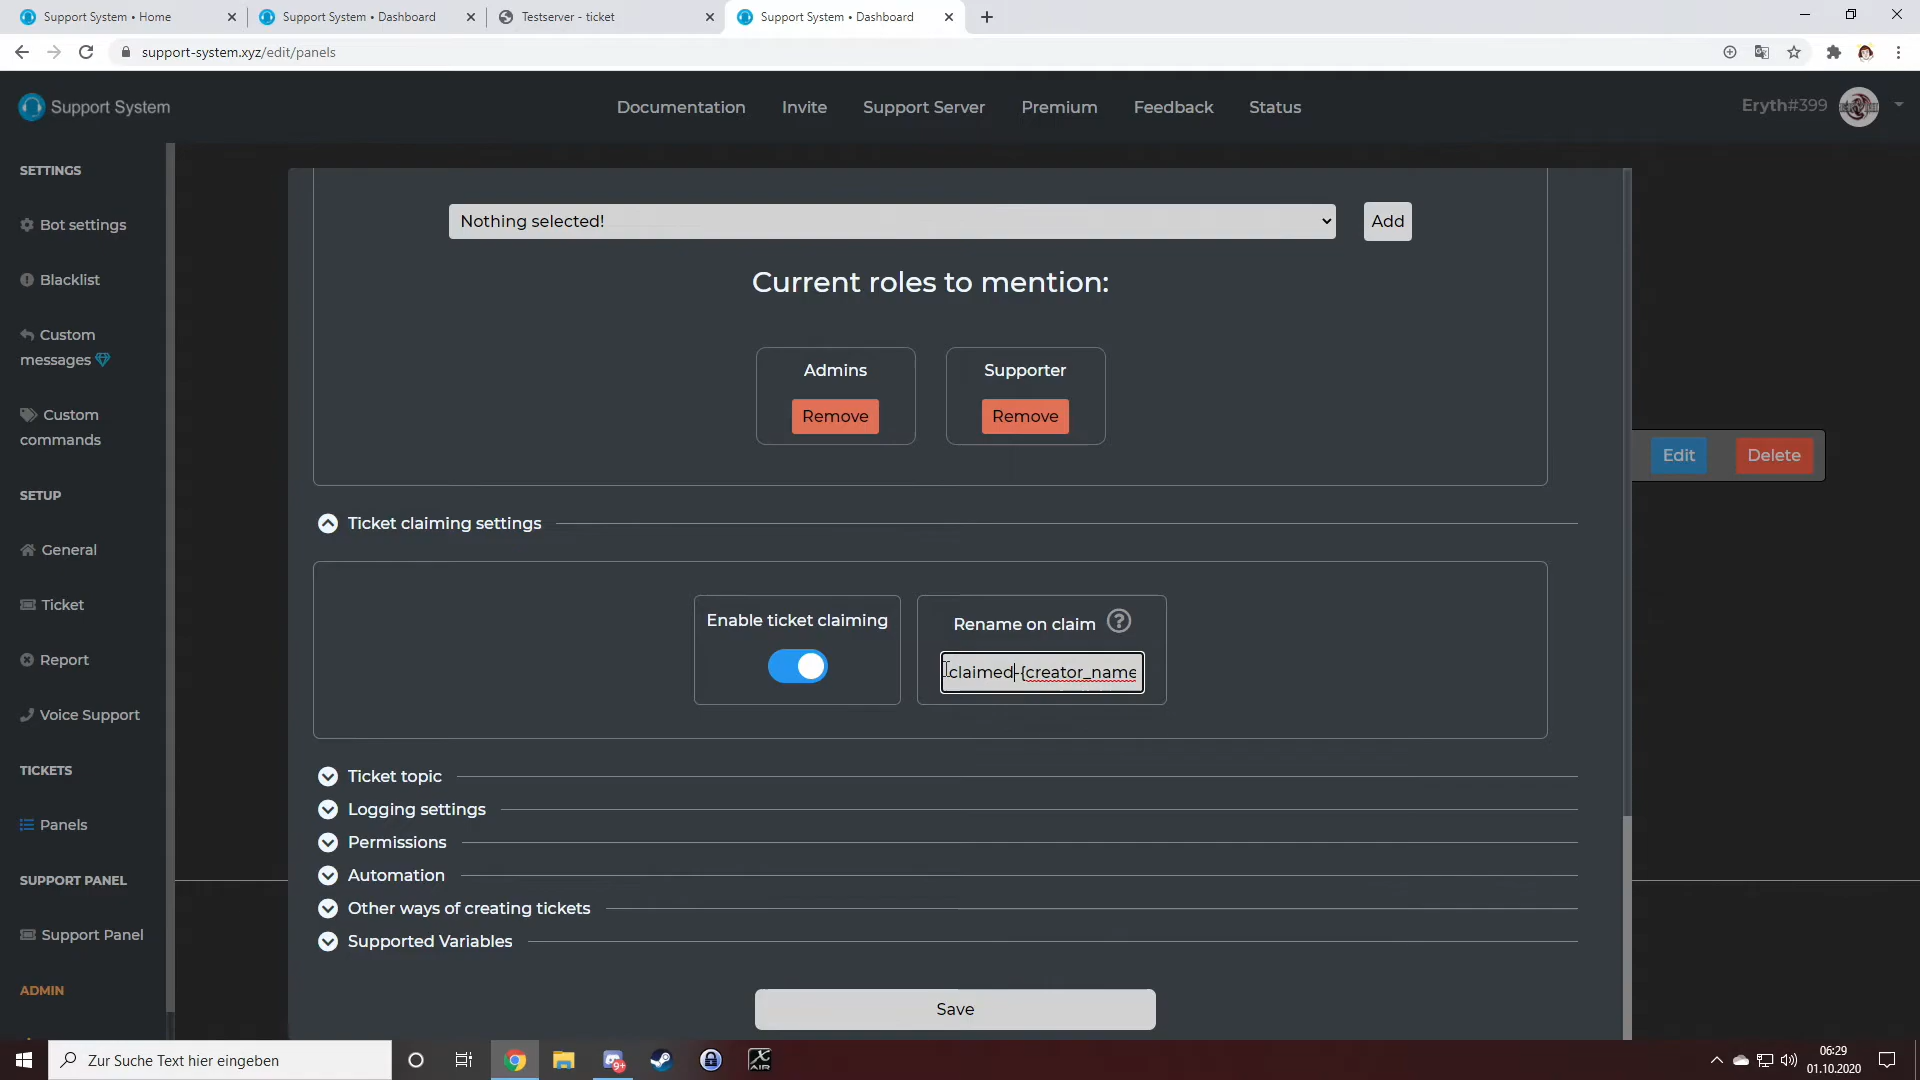 Support System • Home
Support System • Dashboard
Testserver - ticket
Support System • Dashboard
support-system.xyz/edit/panels
Support System
Documentation
Invite
Support Server
Premium
Feedback
Status
Eryth#399
SETTINGS
Bot settings
Blacklist
Custom
messages
Custom
commands
SETUP
General
Ticket
Report
Voice Support
TICKETS
Panels
SUPPORT PANEL
Support Panel
ADMIN
Nothing selected!
Add
Current roles to mention:
Admins
Remove
Supporter
Remove
Edit
Delete
Ticket claiming settings
Enable ticket claiming
Rename on claim ?
claimed-{creator_name
Ticket topic
Logging settings
Permissions
Automation
Other ways of creating tickets
Supported Variables
Save
Zur Suche Text hier eingeben
9+
AIR
06:29
01.10.2020